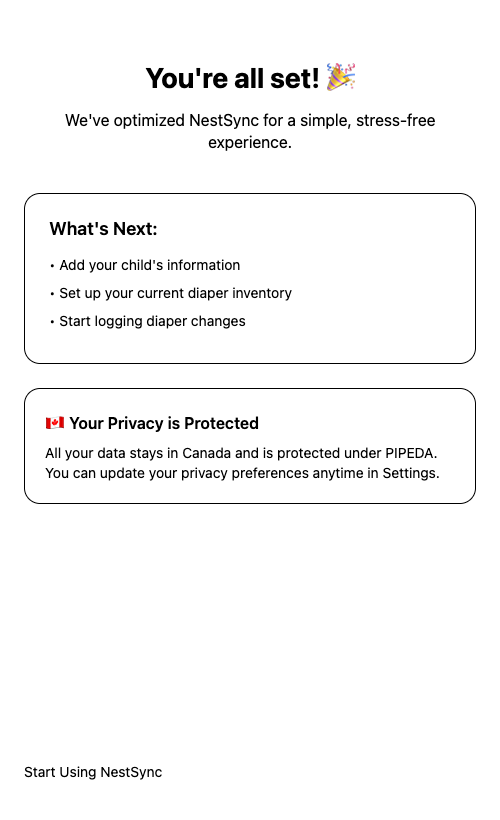 You're all set! 🎉
We've optimized NestSync for a simple, stress-free
experience.
What's Next:
• Add your child's information
• Set up your current diaper inventory
• Start logging diaper changes
🇨🇦 Your Privacy is Protected
All your data stays in Canada and is protected under PIPEDA.
You can update your privacy preferences anytime in Settings.
Start Using NestSync